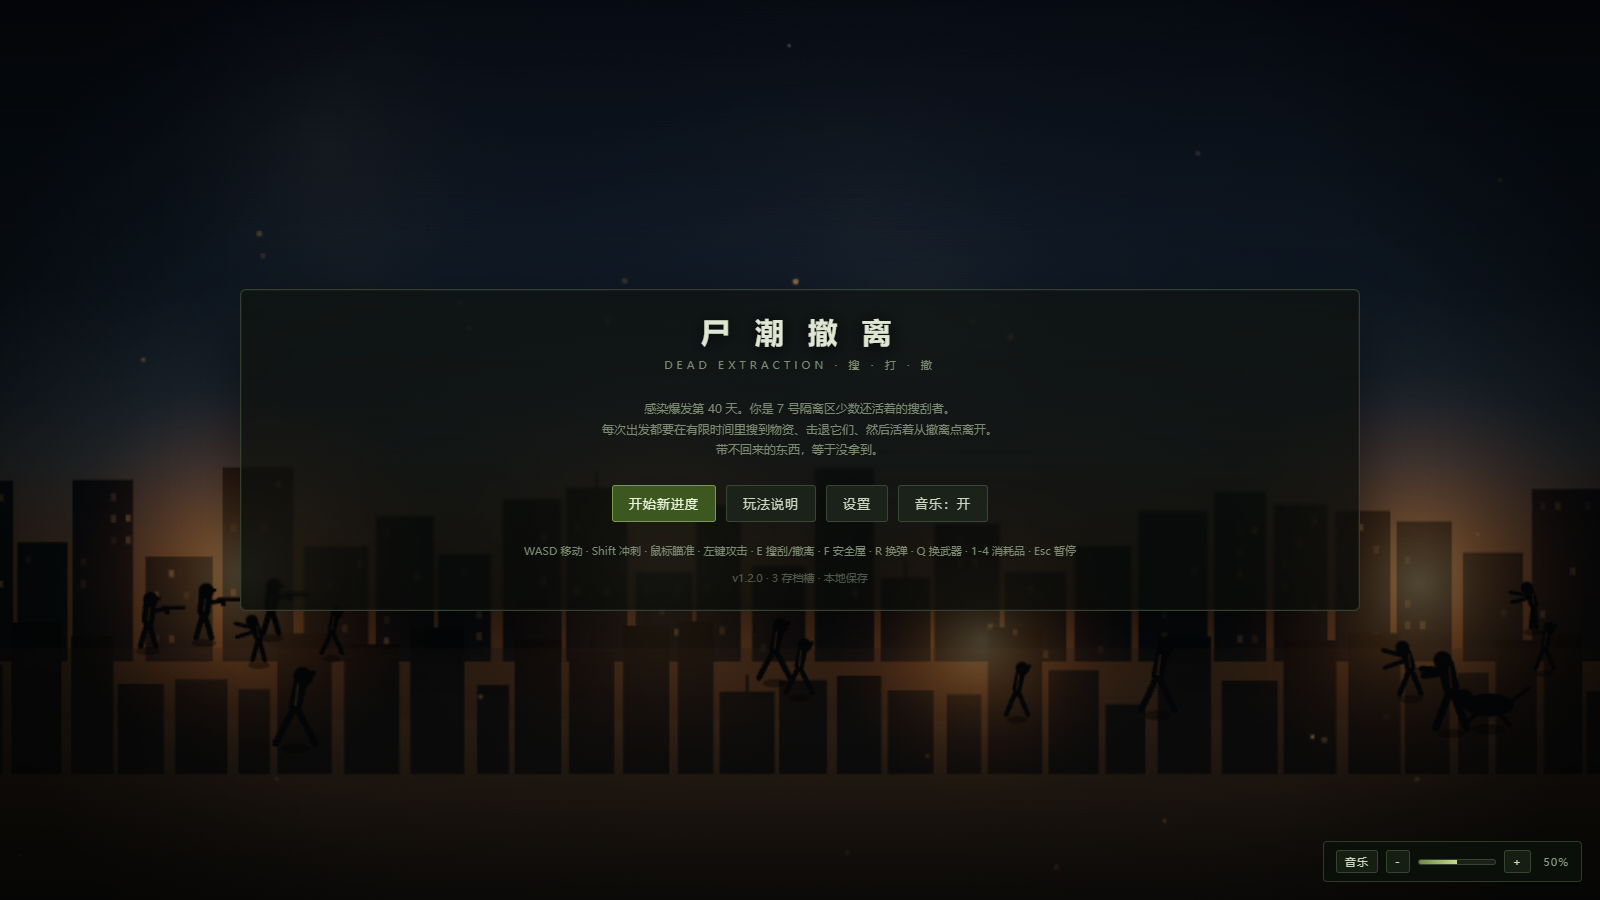 尸潮撤离
DEAD EXTRACTION · 搜 · 打 · 撤
感染爆发第 40 天。你是 7 号隔离区少数还活着的搜刮者。
每次出发都要在有限时间里搜到物资、击退它们、然后活着从撤离点离开。
带不回来的东西，等于没拿到。
开始新进度 玩法说明 设置 音乐：开
WASD 移动 · Shift 冲刺 · 鼠标瞄准 · 左键攻击 · E 搜刮/撤离 · F 安全屋 · R 换弹 · Q 换武器 · 1-4 消耗品 · Esc 暂停
v1.2.0 · 3 存档槽 · 本地保存
音乐 - + 50%